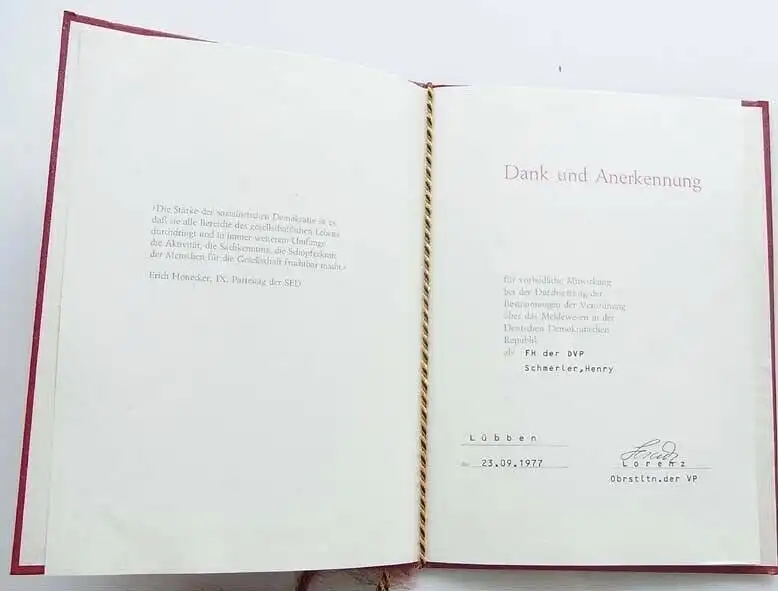 »Die Stärke der sozialistischen Demokratie ist es,
daß sie alle Bereiche des gesellschaftlichen Lebens
durchdringt und in immer weiterem Umfange
die Aktivität, die Sachkenntnis, die Schöpferkraft
der Menschen für die Gesellschaft fruchtbar macht.«
Erich Honecker, IX. Parteitag der SED
Dank und Anerkennung
für vorbildliche Mitwirkung
bei der Durchsetzung der
Bestimmungen der Verordnung
über das Meldewesen in der
Deutschen Demokratischen
Republik
als FH der DVP
Schmerler,Henry
Lübben
23.09.1977
Lorenz
Obrstltn.der VP